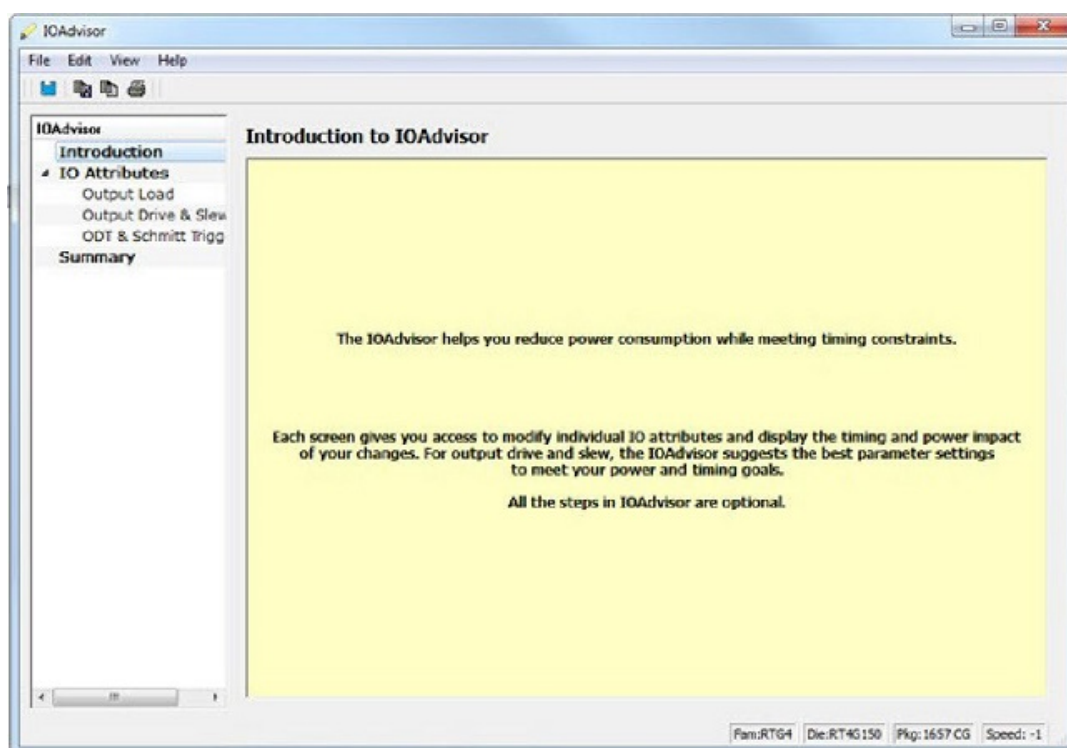 IOAdvisor
File Edit View Help
IOAdvisor
Introduction
IO Attributes
Output Load
Output Drive & Slew
ODT & Schmitt Trigg
Summary
Introduction to IOAdvisor
The IOAdvisor helps you reduce power consumption while meeting timing constraints.
Each screen gives you access to modify individual IO attributes and display the timing and power impact
of your changes. For output drive and slew, the IOAdvisor suggests the best parameter settings
to meet your power and timing goals.
All the steps in IOAdvisor are optional.
Fam:RTG4 Die:RT4G150 Pkg:1657 CG Speed: -1